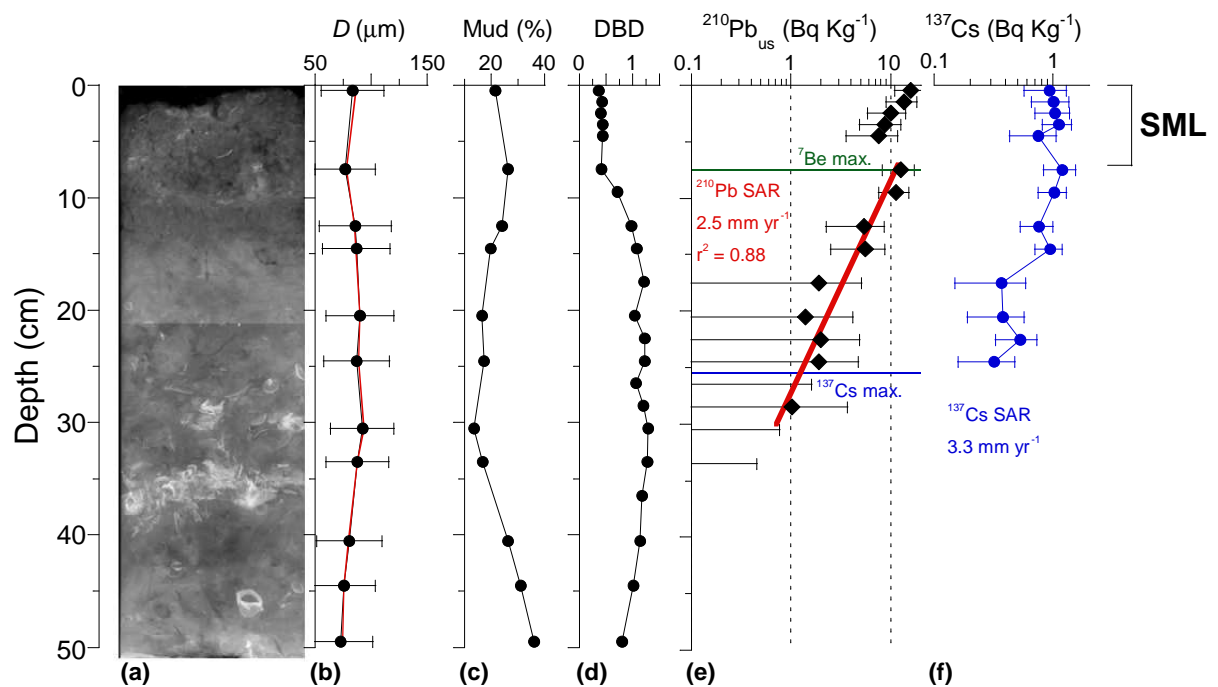 D (μm)
Mud (%)
DBD
²¹⁰Pbᵤₛ (Bq Kg⁻¹)
¹³⁷Cs (Bq Kg⁻¹)
50 150
20 40
0 1
0.1 1 10
0.1 1
Depth (cm)
0
10
20
30
40
50
SML
⁷Be max.
²¹⁰Pb SAR
2.5 mm yr⁻¹
r² = 0.88
¹³⁷Cs max.
¹³⁷Cs SAR
3.3 mm yr⁻¹
(a) (b) (c) (d) (e) (f)